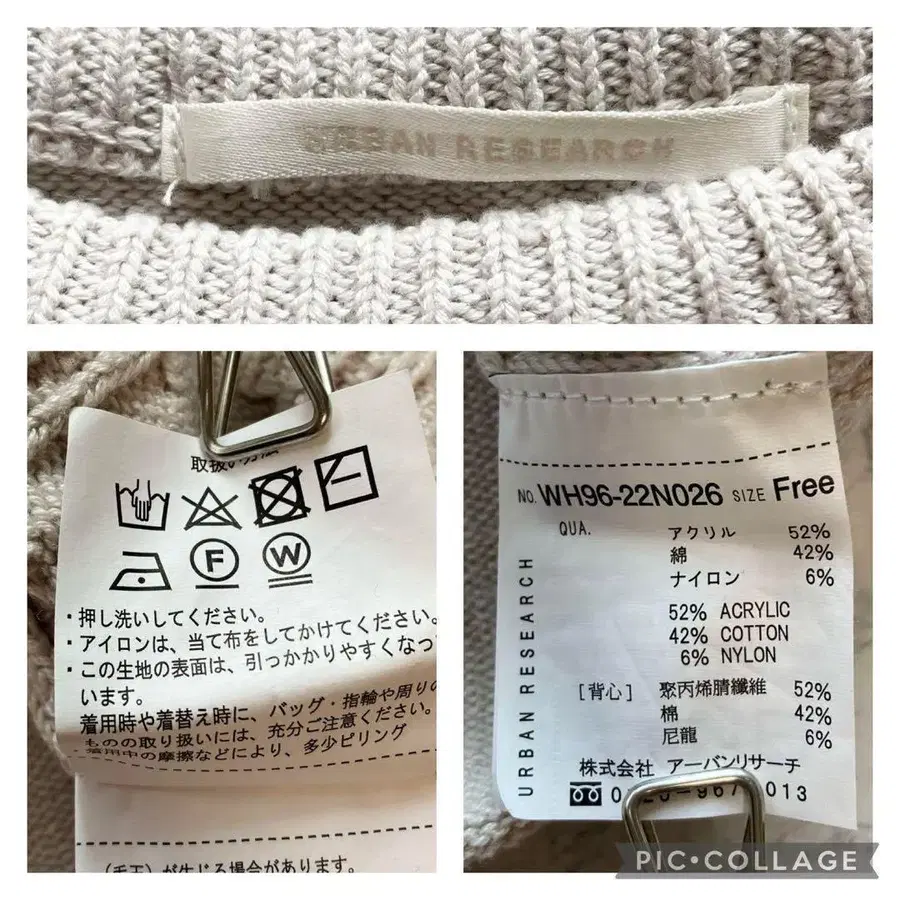 URBAN RESEARCH
取扱い方法
F
W
・押し洗いしてください。
・アイロンは、当て布をしてかけてください。
・この生地の表面は、引っかかりやすくなっ
います。
着用時や着替え時に、バッグ・指輪や周りの
ものの取り扱いには、充分ご注意ください。
・着用中の摩擦などにより、多少ピリング
(毛玉)が生じる場合があります。
NO. WH96-22N026 SIZE Free
QUA.
アクリル 52%
綿 42%
ナイロン 6%
52% ACRYLIC
42% COTTON
6% NYLON
[背心] 聚丙烯腈纖維 52%
棉 42%
尼龍 6%
URBAN RESEARCH
株式会社 アーバンリサーチ
013
PIC•COLLAGE